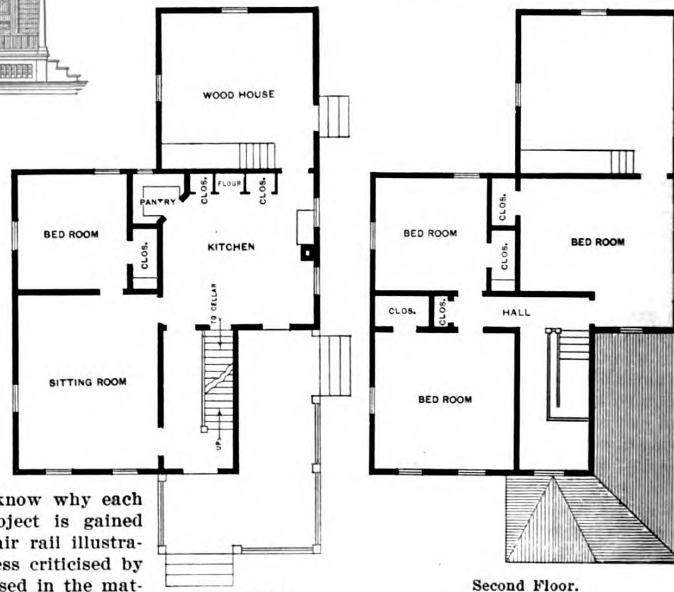 WOOD HOUSE
CLOS.
FLOUR
CLOS.
PANTRY
BED ROOM
CLOS.
KITCHEN
TO CELLAR
SITTING ROOM
UP
CLOS.
BED ROOM
CLOS.
BED ROOM
CLOS.
CLOS.
HALL
BED ROOM
know why each
oject is gained
air rail illustra-
ess criticised by
sed in the mat-
Second Floor.